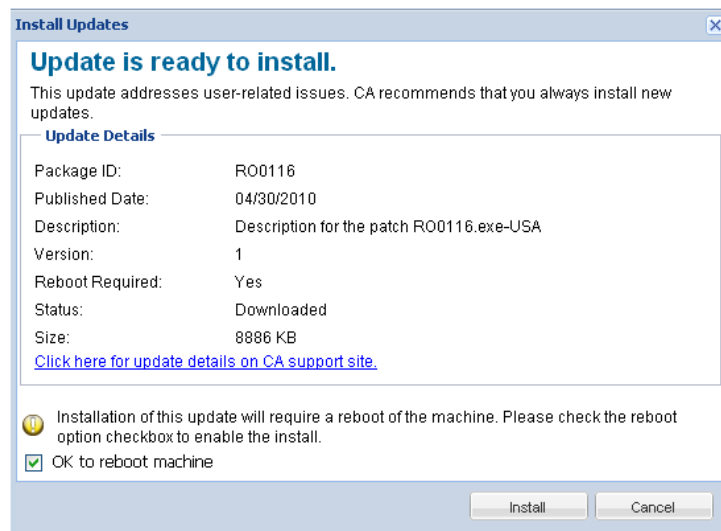 Install Updates
Update is ready to install.
This update addresses user-related issues. CA recommends that you always install new
updates.
Update Details
Package ID: RO0116
Published Date: 04/30/2010
Description: Description for the patch RO0116.exe-USA
Version: 1
Reboot Required: Yes
Status: Downloaded
Size: 8886 KB
Click here for update details on CA support site.
Installation of this update will require a reboot of the machine. Please check the reboot
option checkbox to enable the install.
OK to reboot machine
Install Cancel